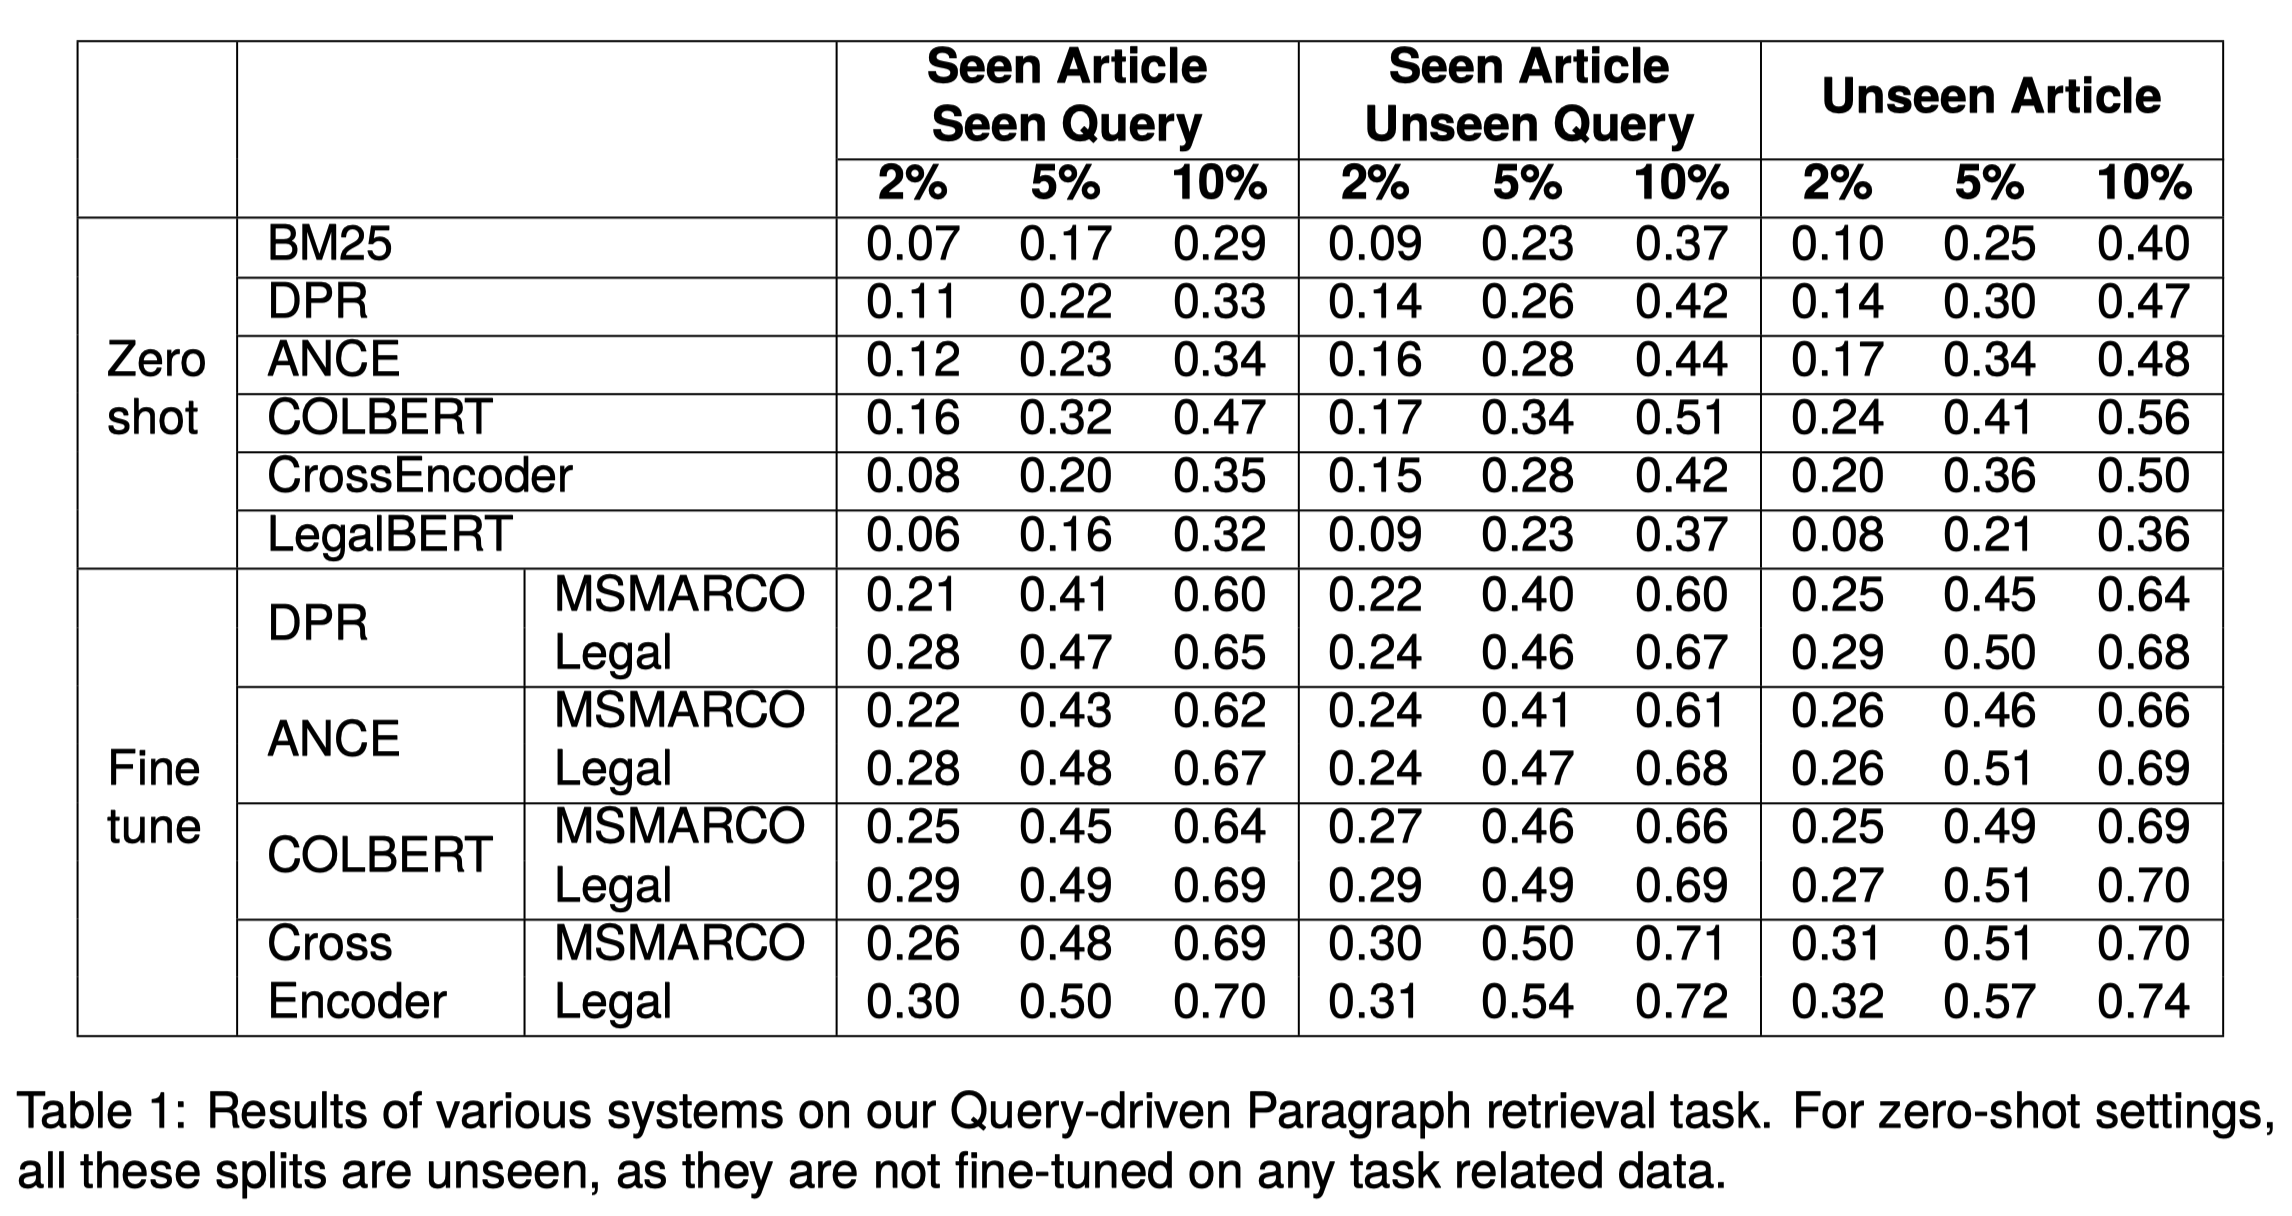 Seen Article Seen Query Seen Article Unseen Query Unseen Article
2% 5% 10% 2% 5% 10% 2% 5% 10%
Zero shot
BM25 0.07 0.17 0.29 0.09 0.23 0.37 0.10 0.25 0.40
DPR 0.11 0.22 0.33 0.14 0.26 0.42 0.14 0.30 0.47
ANCE 0.12 0.23 0.34 0.16 0.28 0.44 0.17 0.34 0.48
COLBERT 0.16 0.32 0.47 0.17 0.34 0.51 0.24 0.41 0.56
CrossEncoder 0.08 0.20 0.35 0.15 0.28 0.42 0.20 0.36 0.50
LegalBERT 0.06 0.16 0.32 0.09 0.23 0.37 0.08 0.21 0.36
Fine tune
DPR MSMARCO 0.21 0.41 0.60 0.22 0.40 0.60 0.25 0.45 0.64
Legal 0.28 0.47 0.65 0.24 0.46 0.67 0.29 0.50 0.68
ANCE MSMARCO 0.22 0.43 0.62 0.24 0.41 0.61 0.26 0.46 0.66
Legal 0.28 0.48 0.67 0.24 0.47 0.68 0.26 0.51 0.69
COLBERT MSMARCO 0.25 0.45 0.64 0.27 0.46 0.66 0.25 0.49 0.69
Legal 0.29 0.49 0.69 0.29 0.49 0.69 0.27 0.51 0.70
Cross MSMARCO 0.26 0.48 0.69 0.30 0.50 0.71 0.31 0.51 0.70
Encoder Legal 0.30 0.50 0.70 0.31 0.54 0.72 0.32 0.57 0.74
Table 1: Results of various systems on our Query-driven Paragraph retrieval task. For zero-shot settings,
all these splits are unseen, as they are not fine-tuned on any task related data.